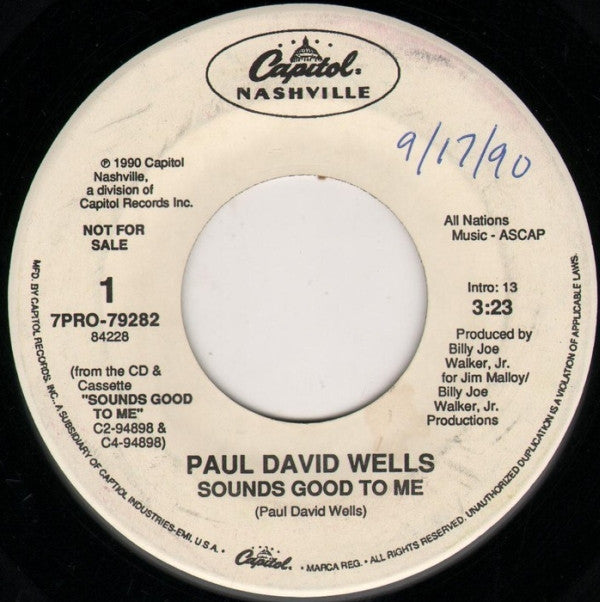 Capitol®
NASHVILLE
9/17/90
℗ 1990 Capitol
Nashville,
a division of
Capitol Records Inc.
NOT FOR
SALE
1
7PRO-79282
84228
(from the CD &
Cassette
"SOUNDS GOOD
TO ME"
C2-94898 &
C4-94898)
All Nations
Music - ASCAP
Intro: 13
3:23
Produced by
Billy Joe
Walker, Jr.
for Jim Malloy/
Billy Joe
Walker, Jr.
Productions
PAUL DAVID WELLS
SOUNDS GOOD TO ME
(Paul David Wells)
MFD. BY CAPITOL RECORDS, INC., A SUBSIDIARY OF CAPTIOL INDUSTRIES-EMI, U.S.A. • Capitol® • MARCA REG. • ALL RIGHTS RESERVED. UNAUTHORIZED DUPLICATION IS A VIOLATION OF APPLICABLE LAWS.